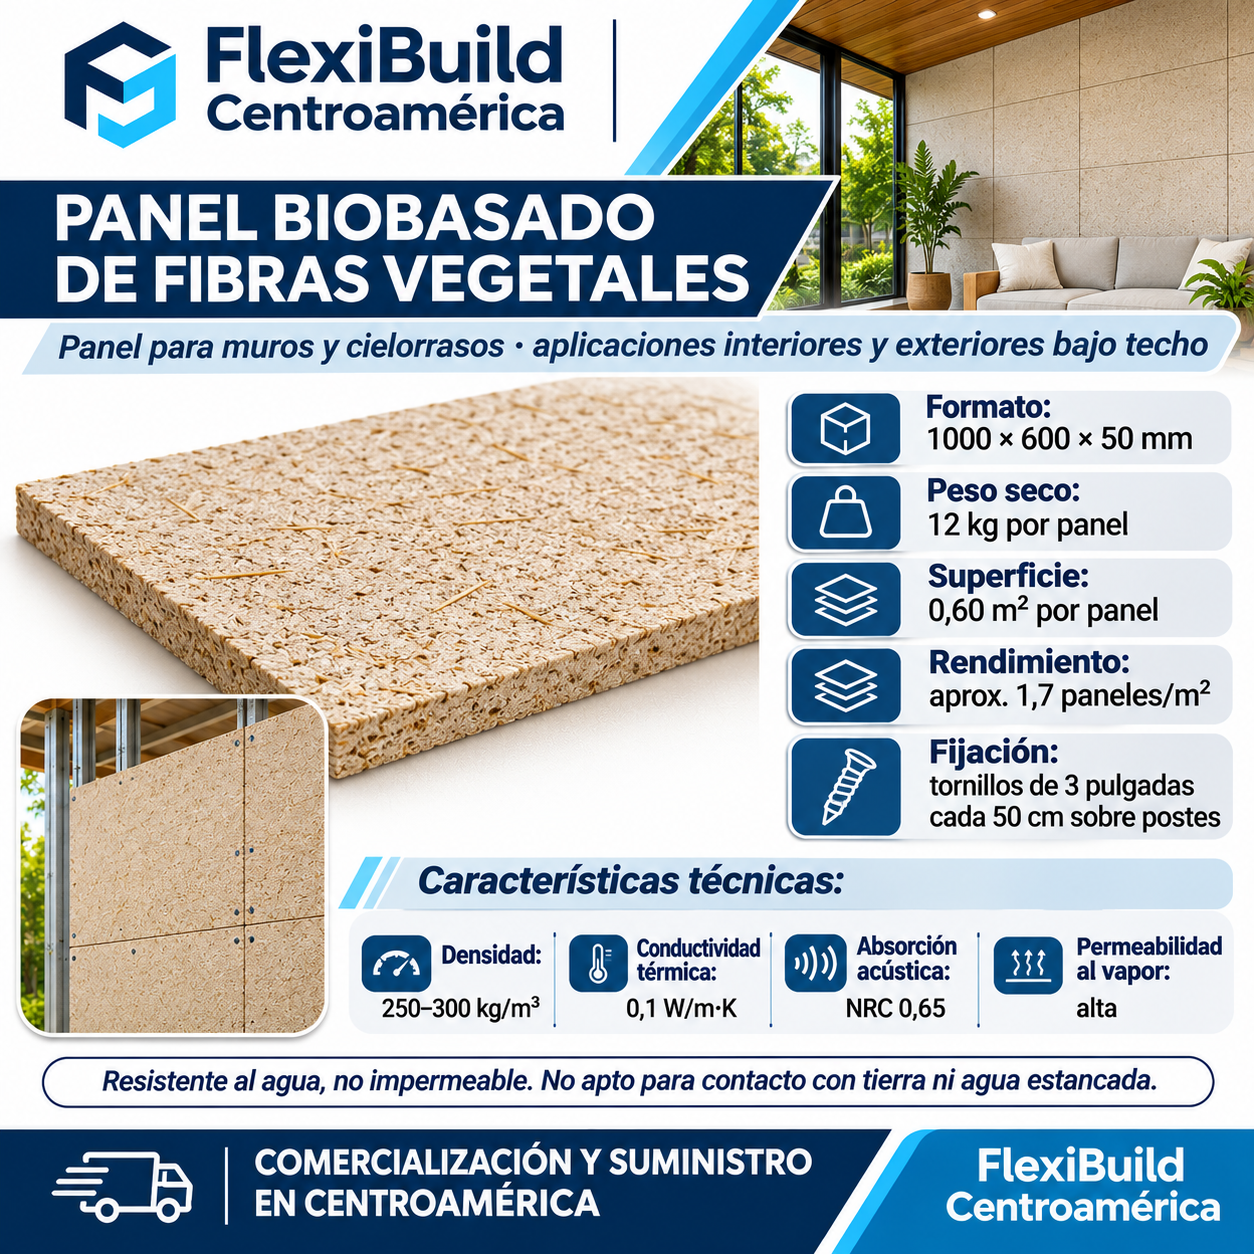 FlexiBuild
Centroamérica
PANEL BIOBASADO
DE FIBRAS VEGETALES
Panel para muros y cielorrasos • aplicaciones interiores y exteriores bajo techo
Formato:
1000 × 600 × 50 mm
Peso seco:
12 kg por panel
Superficie:
0,60 m² por panel
Rendimiento:
aprox. 1,7 paneles/m²
Fijación:
tornillos de 3 pulgadas
cada 50 cm sobre postes
Características técnicas:
Densidad:
250–300 kg/m³
Conductividad
térmica:
0,1 W/m·K
Absorción
acústica:
NRC 0,65
Permeabilidad
al vapor:
alta
Resistente al agua, no impermeable. No apto para contacto con tierra ni agua estancada.
COMERCIALIZACIÓN Y SUMINISTRO
EN CENTROAMÉRICA
FlexiBuild
Centroamérica